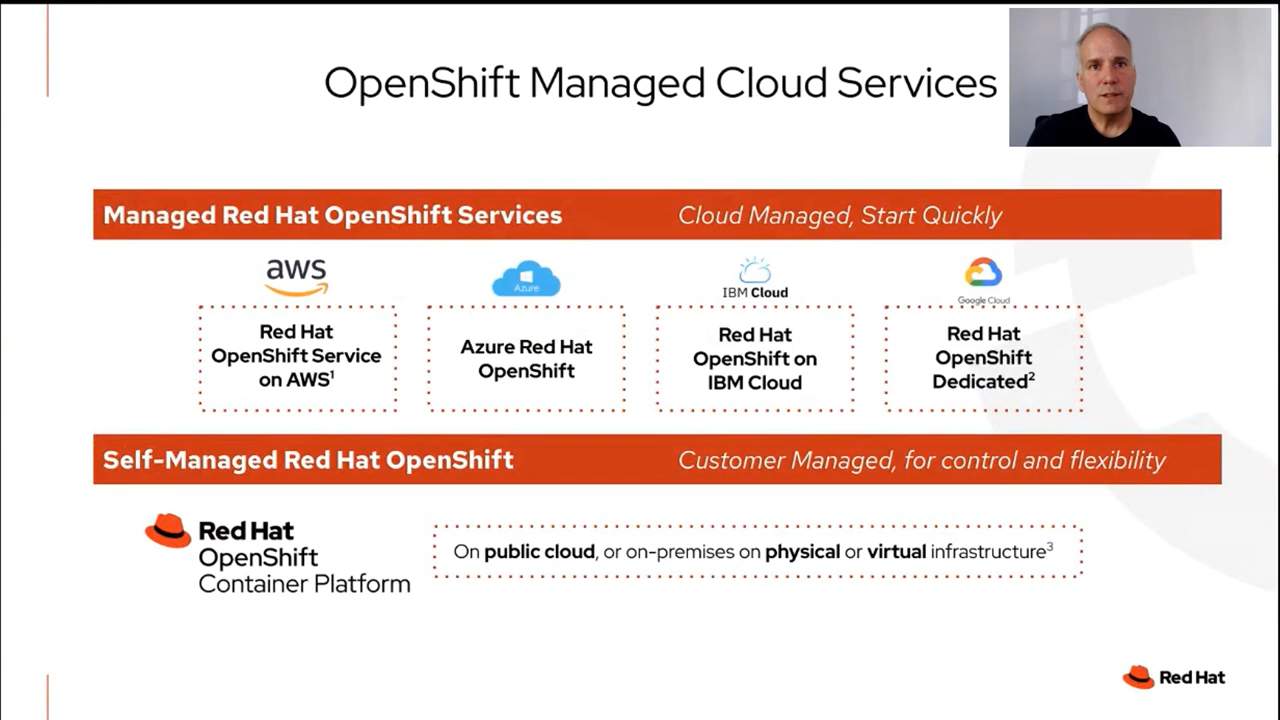 OpenShift Managed Cloud Services
Managed Red Hat OpenShift Services
Cloud Managed, Start Quickly
aws
Azure
IBM Cloud
Google Cloud
Red Hat
OpenShift Service
on AWS¹
Azure Red Hat
OpenShift
Red Hat
OpenShift on
IBM Cloud
Red Hat
OpenShift
Dedicated²
Self-Managed Red Hat OpenShift
Customer Managed, for control and flexibility
Red Hat
OpenShift
Container Platform
On public cloud, or on-premises on physical or virtual infrastructure³
Red Hat